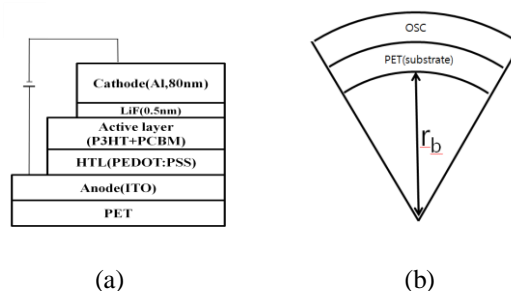 Cathode(Al,80nm)
LiF(0.5nm)
Active layer
(P3HT+PCBM)
HTL(PEDOT:PSS)
Anode(ITO)
PET
(a)
OSC
PET(substrate)
rb
(b)